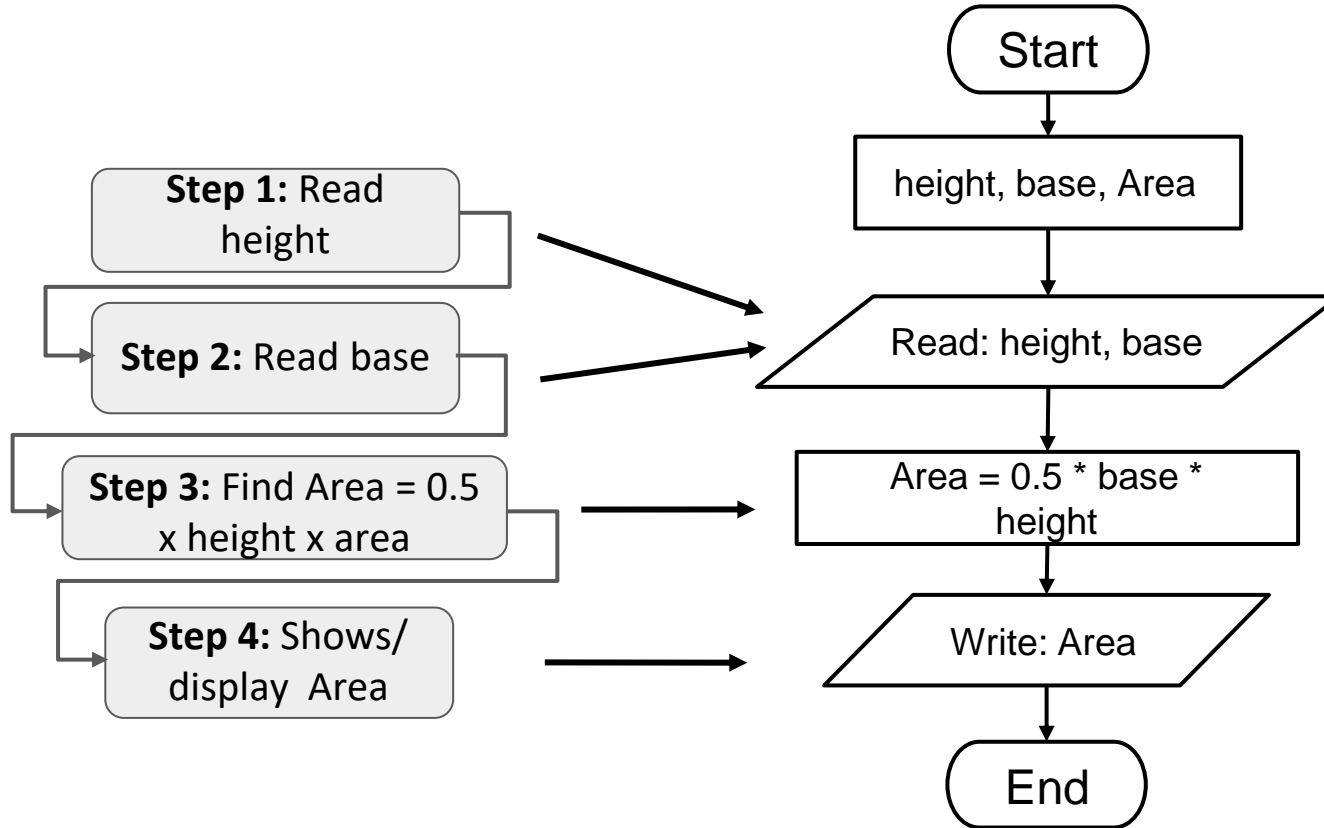 Step 1: Read
height
Step 2: Read base
Step 3: Find Area = 0.5
x height x area
Step 4: Shows/
display Area
Start
height, base, Area
Read: height, base
Area = 0.5 * base *
height
Write: Area
End